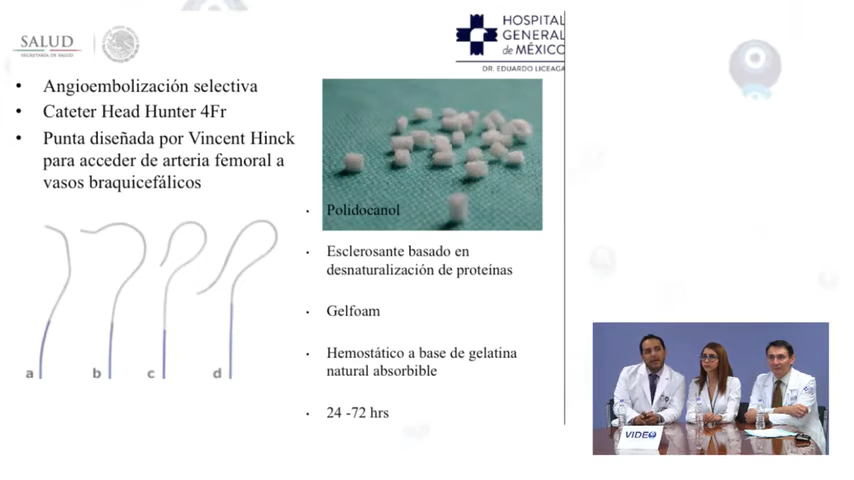 SALUD
SECRETARÍA DE SALUD
HOSPITAL
GENERAL
de MÉXICO
DR. EDUARDO LICEAGA
• Angioembolización selectiva
• Cateter Head Hunter 4Fr
• Punta diseñada por Vincent Hinck
para acceder de arteria femoral a
vasos braquicefálicos
a b c d
• Polidocanol
• Esclerosante basado en
desnaturalización de proteínas
• Gelfoam
• Hemostático a base de gelatina
natural absorbible
• 24 -72 hrs
VIDEO